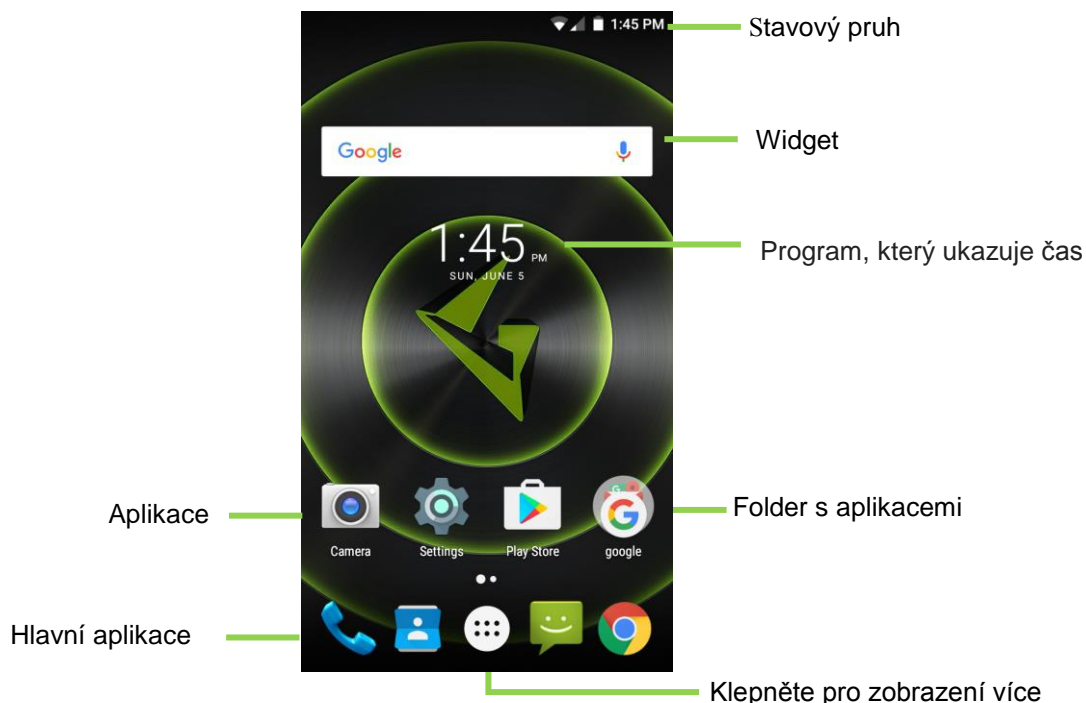 1:45 PM
Stavový pruh
Google
Widget
1:45 PM
SUN, JUNE 5
Program, který ukazuje čas
Aplikace
Folder s aplikacemi
Camera
Settings
Play Store
google
Hlavní aplikace
Klepněte pro zobrazení více